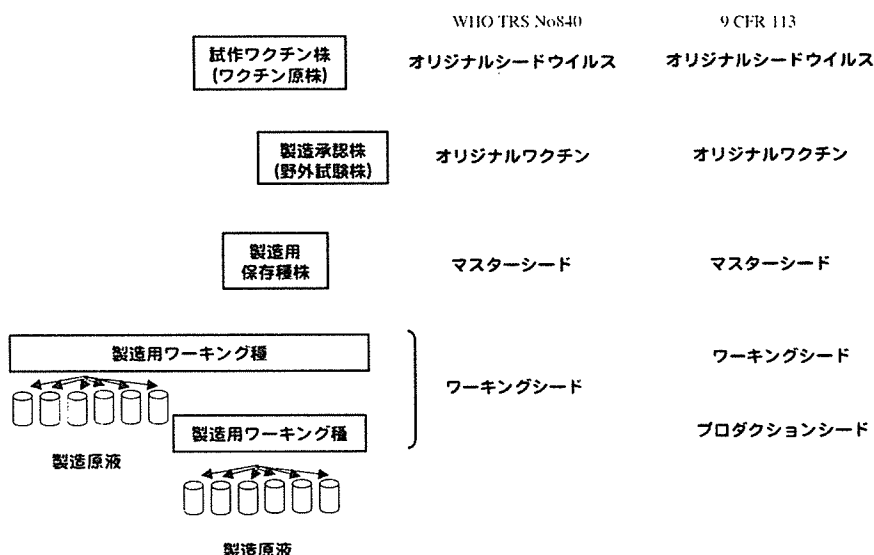 WHO TRS No840
9 CFR 113
試作ワクチン株
(ワクチン原株)
オリジナルシードウイルス
オリジナルシードウイルス
製造承認株
(野外試験株)
オリジナルワクチン
オリジナルワクチン
製造用
保存種株
マスターシード
マスターシード
製造用ワーキング種
ワーキングシード
ワーキングシード
製造用ワーキング種
プロダクションシード
製造原液
製造原液